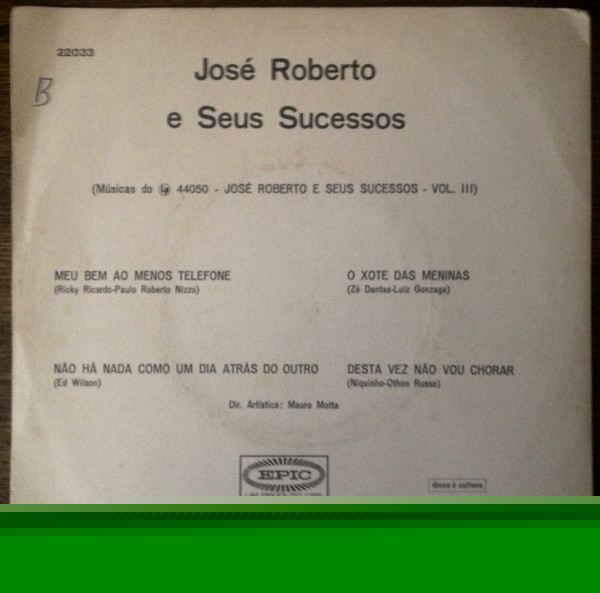 22033
B
José Roberto
e Seus Sucessos
(Músicas do LP 44050 - JOSÉ ROBERTO E SEUS SUCESSOS - VOL. III)
MEU BEM AO MENOS TELEFONE
(Ricky Ricardo-Paulo Roberto Nizzo)
O XOTE DAS MENINAS
(Zé Dantas-Luiz Gonzaga)
NÃO HÁ NADA COMO UM DIA ATRÁS DO OUTRO
(Ed Wilson)
DESTA VEZ NÃO VOU CHORAR
(Niquinho-Othon Russo)
Dir. Artística: Mauro Motta
EPIC
disco é cultura